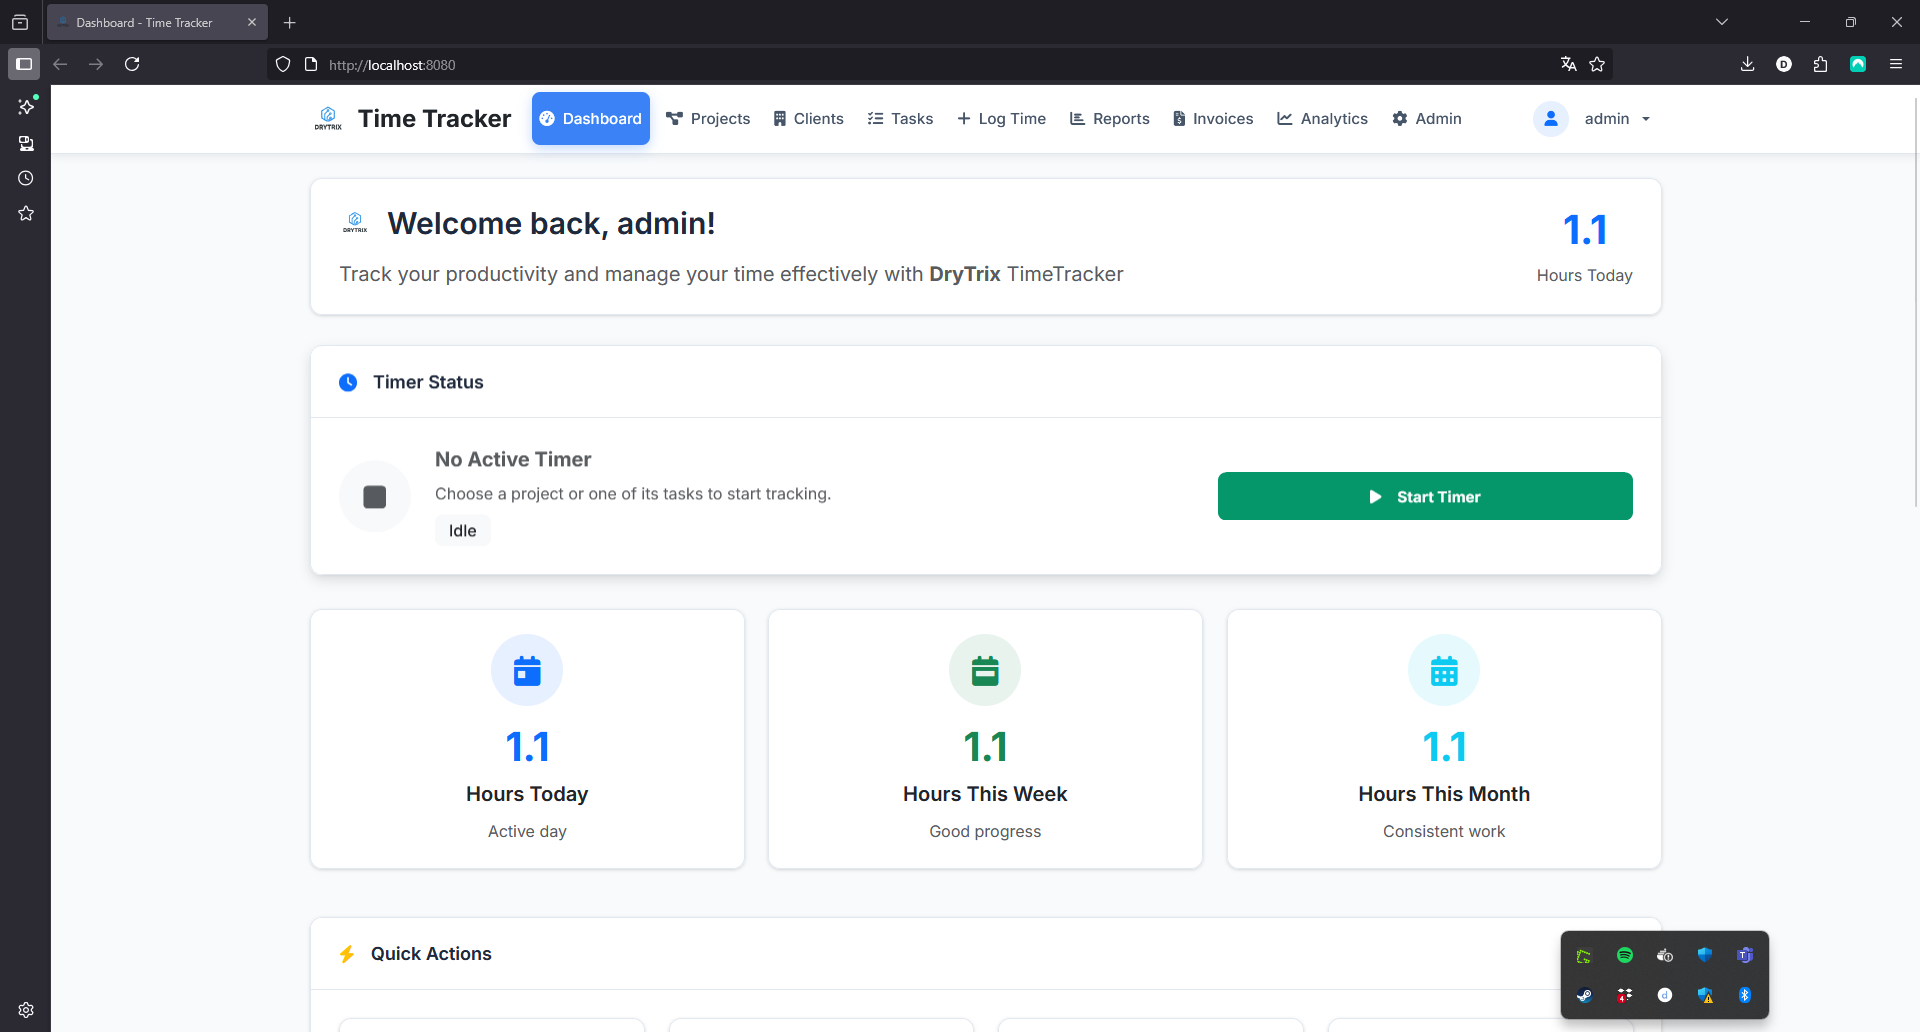 Dashboard - Time Tracker
http://localhost:8080
DRYTRIX
Time Tracker
Dashboard
Projects
Clients
Tasks
Log Time
Reports
Invoices
Analytics
Admin
admin
DRYTRIX
Welcome back, admin!
Track your productivity and manage your time effectively with DryTrix TimeTracker
1.1
Hours Today
Timer Status
No Active Timer
Choose a project or one of its tasks to start tracking.
Idle
Start Timer
1.1
Hours Today
Active day
1.1
Hours This Week
Good progress
1.1
Hours This Month
Consistent work
Quick Actions